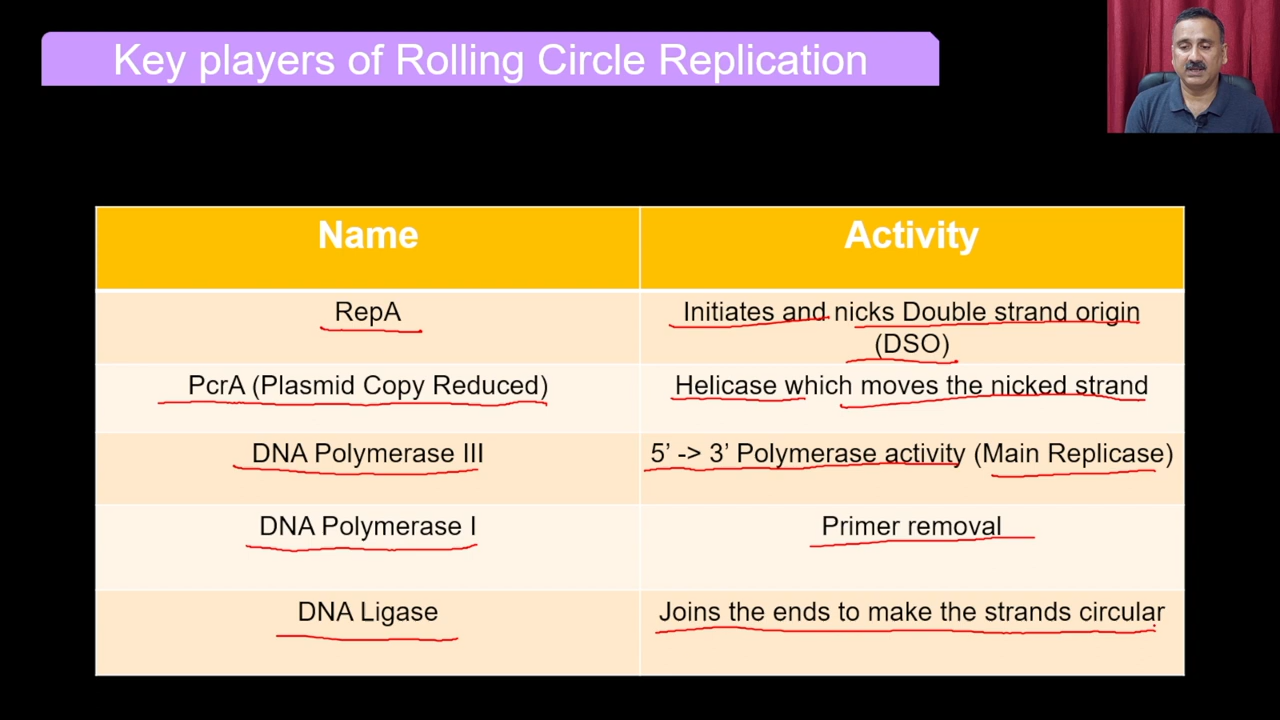 Key players of Rolling Circle Replication
Name
Activity
RepA
Initiates and nicks Double strand origin
(DSO)
PcrA (Plasmid Copy Reduced)
Helicase which moves the nicked strand
DNA Polymerase III
5’ -> 3’ Polymerase activity (Main Replicase)
DNA Polymerase I
Primer removal
DNA Ligase
Joins the ends to make the strands circular